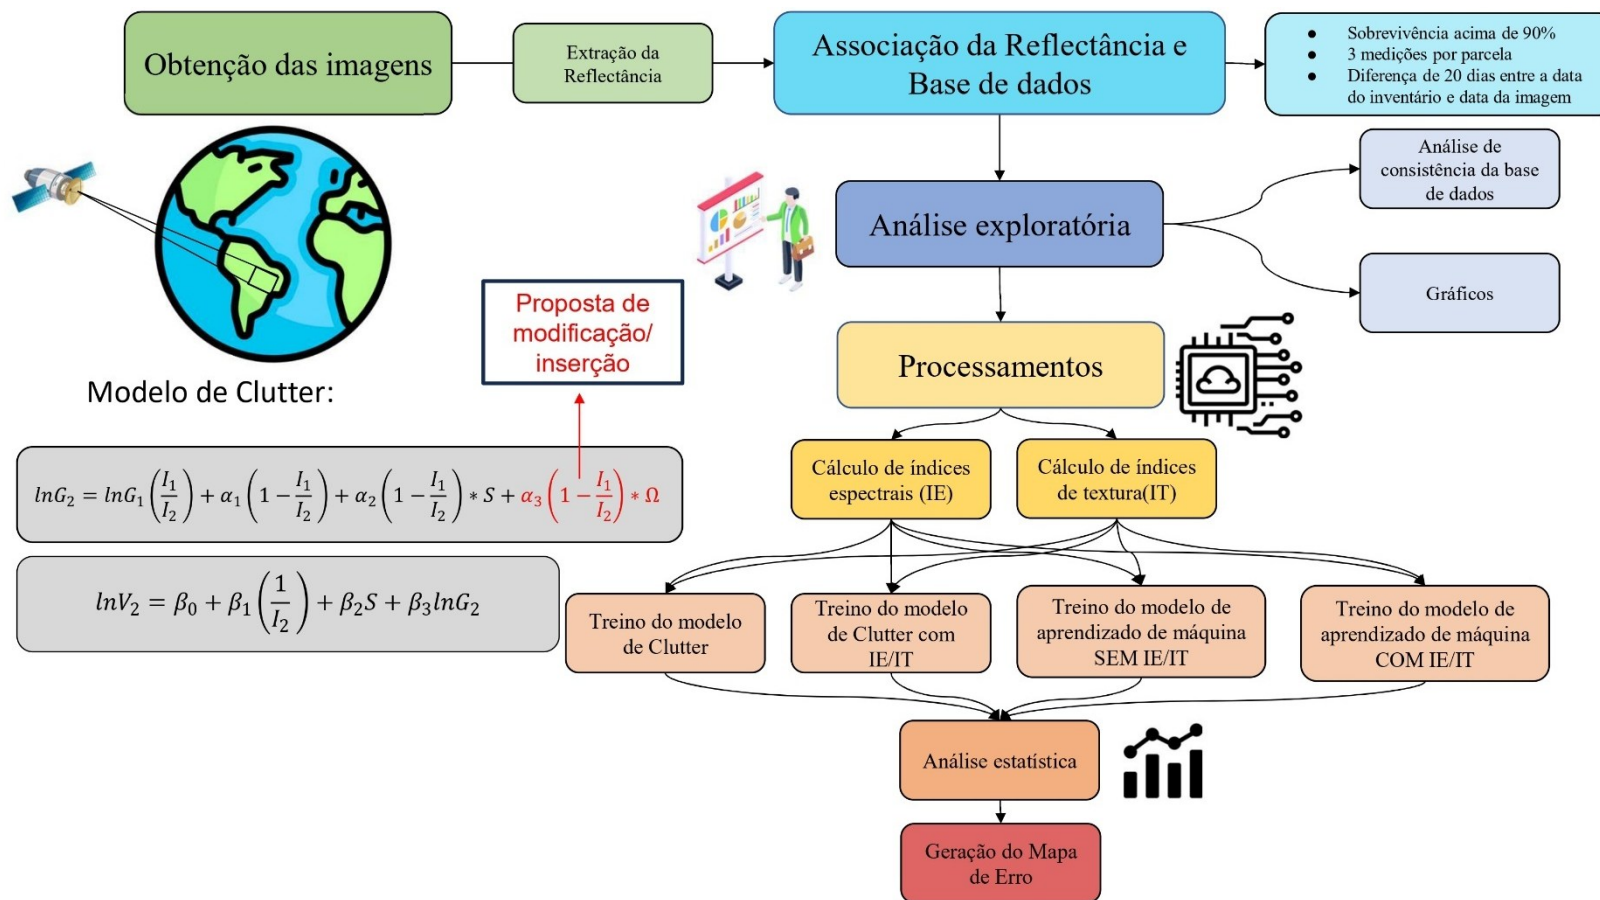 Obtenção das imagens
Extração da
Reflectância
Associação da Reflectância e
Base de dados
● Sobrevivência acima de 90%
● 3 medições por parcela
● Diferença de 20 dias entre a data
do inventário e data da imagem
Análise de
consistência da base
de dados
Análise exploratória
Gráficos
Proposta de
modificação/
inserção
Processamentos
Modelo de Clutter:
lnG₂ = lnG₁ (I₁/I₂) + α₁ (1 − I₁/I₂) + α₂ (1 − I₁/I₂) * S + α₃ (1 − I₁/I₂) * Ω
lnV₂ = β₀ + β₁ (1/I₂) + β₂S + β₃lnG₂
Cálculo de índices
espectrais (IE)
Cálculo de índices
de textura(IT)
Treino do modelo
de Clutter
Treino do modelo
de Clutter com
IE/IT
Treino do modelo de
aprendizado de máquina
SEM IE/IT
Treino do modelo de
aprendizado de máquina
COM IE/IT
Análise estatística
Geração do Mapa
de Erro